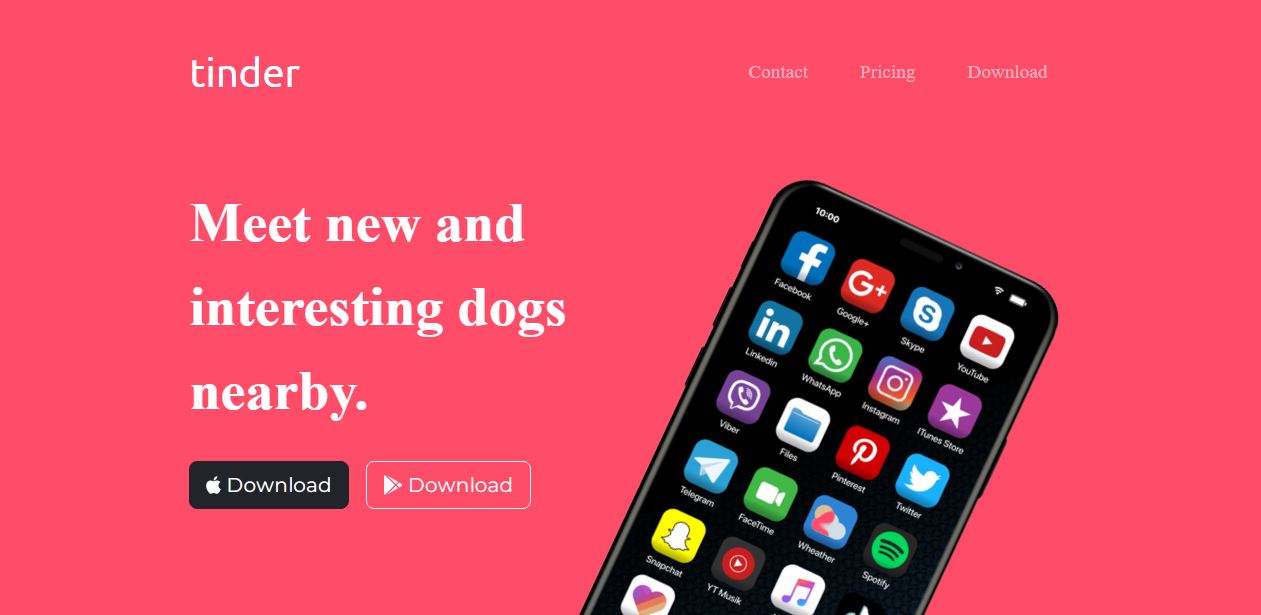 tinder
Contact Pricing Download
Meet new and
interesting dogs
nearby.
Download Download
10:00
Facebook
Google+
Skype
YouTube
Linkedin
WhatsApp
Instagram
ITunes Store
Viber
Files
Pinterest
Twitter
Telegram
FaceTime
Wheather
Spotify
Snapchat
YT Musik